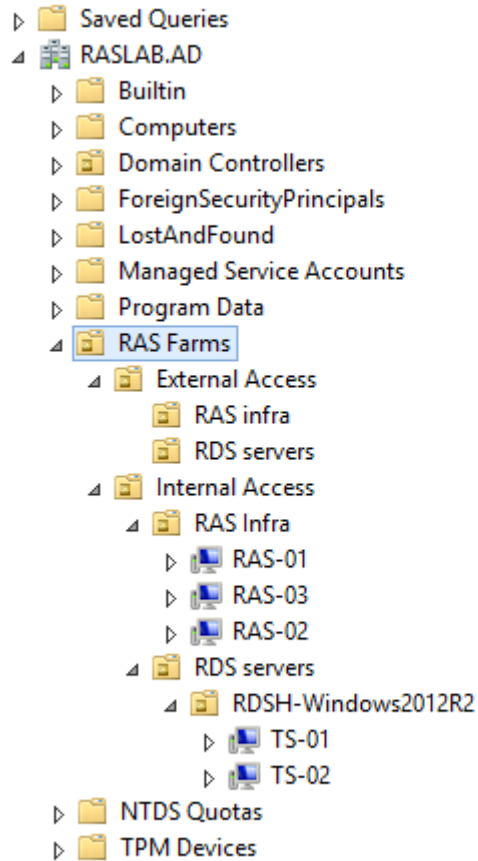 Saved Queries
RASLAB.AD
Builtin
Computers
Domain Controllers
ForeignSecurityPrincipals
LostAndFound
Managed Service Accounts
Program Data
RAS Farms
External Access
RAS infra
RDS servers
Internal Access
RAS Infra
RAS-01
RAS-03
RAS-02
RDS servers
RDSH-Windows2012R2
TS-01
TS-02
NTDS Quotas
TPM Devices